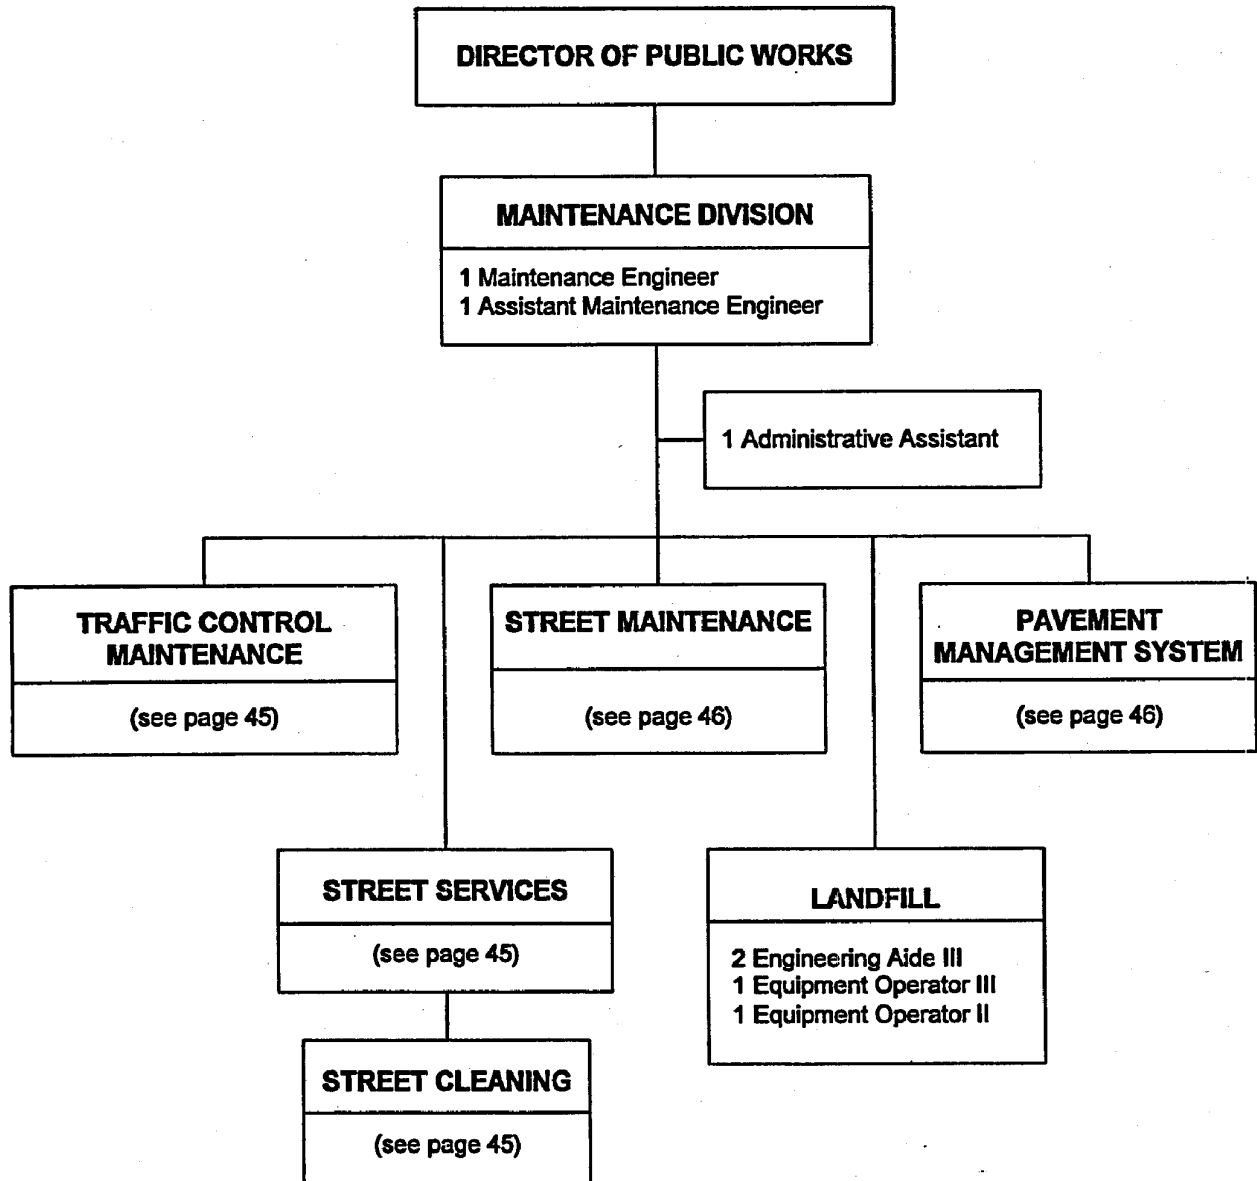 DIRECTOR OF PUBLIC WORKS
MAINTENANCE DIVISION
1 Maintenance Engineer
1 Assistant Maintenance Engineer
1 Administrative Assistant
TRAFFIC CONTROL
MAINTENANCE
(see page 45)
STREET MAINTENANCE
(see page 46)
PAVEMENT
MANAGEMENT SYSTEM
(see page 46)
STREET SERVICES
(see page 45)
LANDFILL
2 Engineering Aide III
1 Equipment Operator III
1 Equipment Operator II
STREET CLEANING
(see page 45)